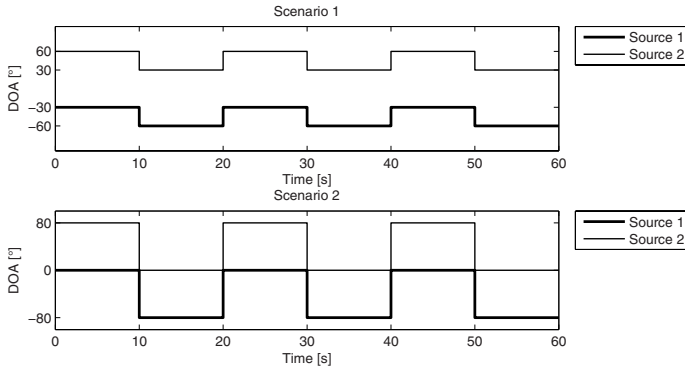 Scenario 1
DOA [°]
60
30
−30
−60
0 10 20 30 40 50 60
Time [s]
Source 1
Source 2
Scenario 2
DOA [°]
80
0
−80
0 10 20 30 40 50 60
Time [s]
Source 1
Source 2